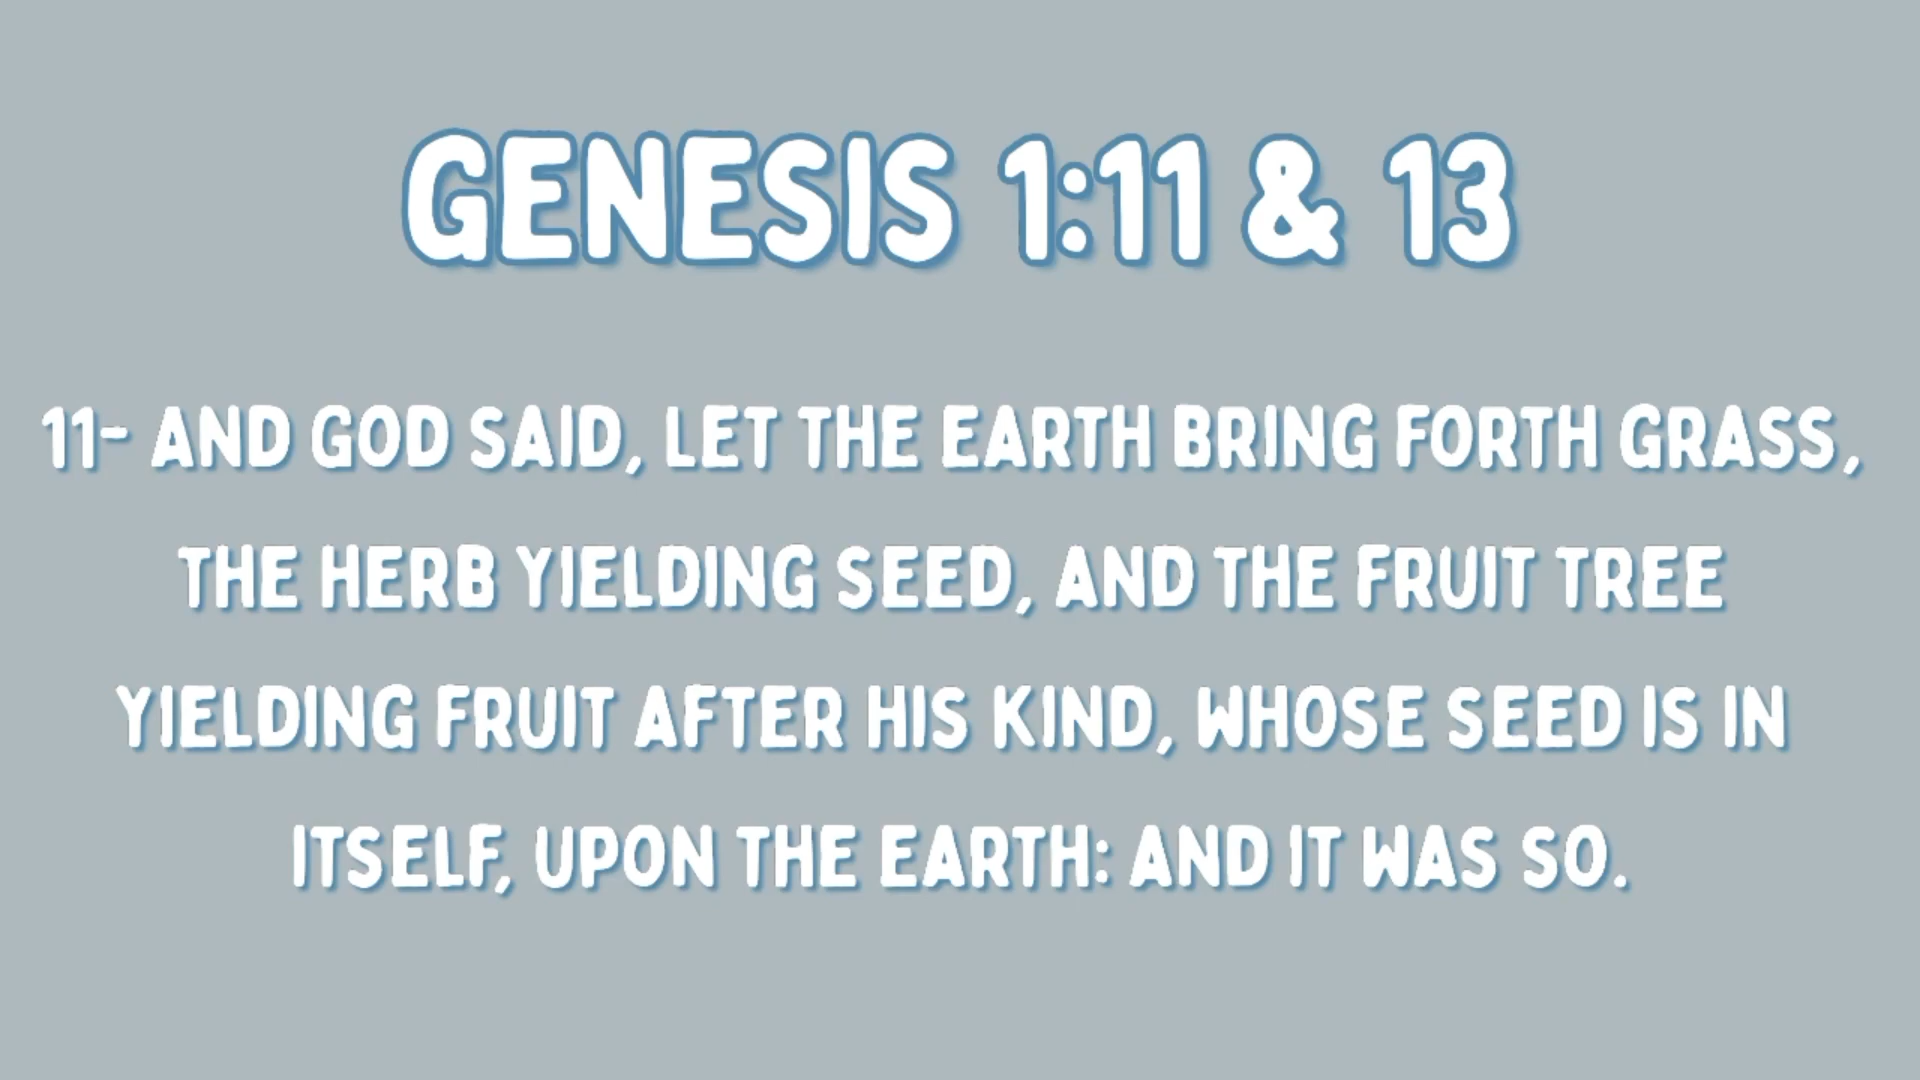 GENESIS 1:11 & 13
11- AND GOD SAID, LET THE EARTH BRING FORTH GRASS,
THE HERB YIELDING SEED, AND THE FRUIT TREE
YIELDING FRUIT AFTER HIS KIND, WHOSE SEED IS IN
ITSELF, UPON THE EARTH: AND IT WAS SO.